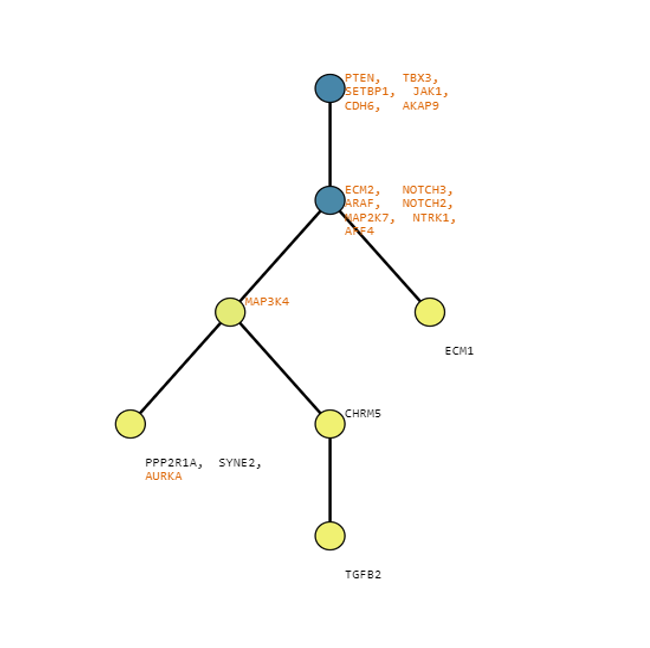 PTEN, TBX3,
SETBP1, JAK1,
CDH6, AKAP9
ECM2, NOTCH3,
ARAF, NOTCH2,
MAP2K7, NTRK1,
MAP3K4
ECM1
CHRM5
PPP2R1A, SYNE2,
AURKA
TGFB2